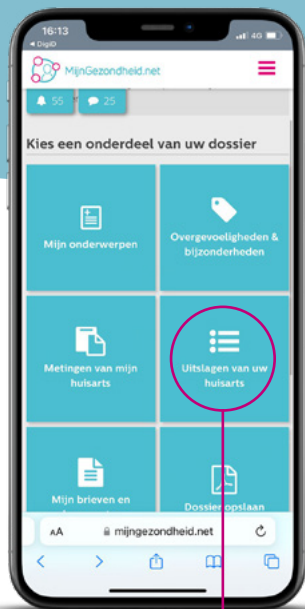 16:13
4G
◄ DigiD
MijnGezondheid.net
55
25
Kies een onderdeel van uw dossier
Mijn onderwerpen
Overgevoeligheden &
bijzonderheden
Metingen van mijn
huisarts
Uitslagen van uw
huisarts
Mijn brieven en
Dossier opslaan
AA
mijngezondheid.net